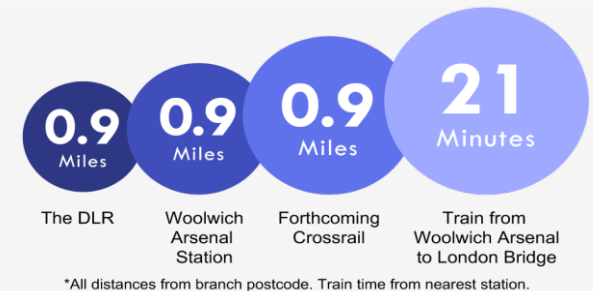 0.9
Miles
0.9
Miles
0.9
Miles
21
Minutes
The DLR
Woolwich
Arsenal
Station
Forthcoming
Crossrail
Train from
Woolwich Arsenal
to London Bridge
*All distances from branch postcode. Train time from nearest station.